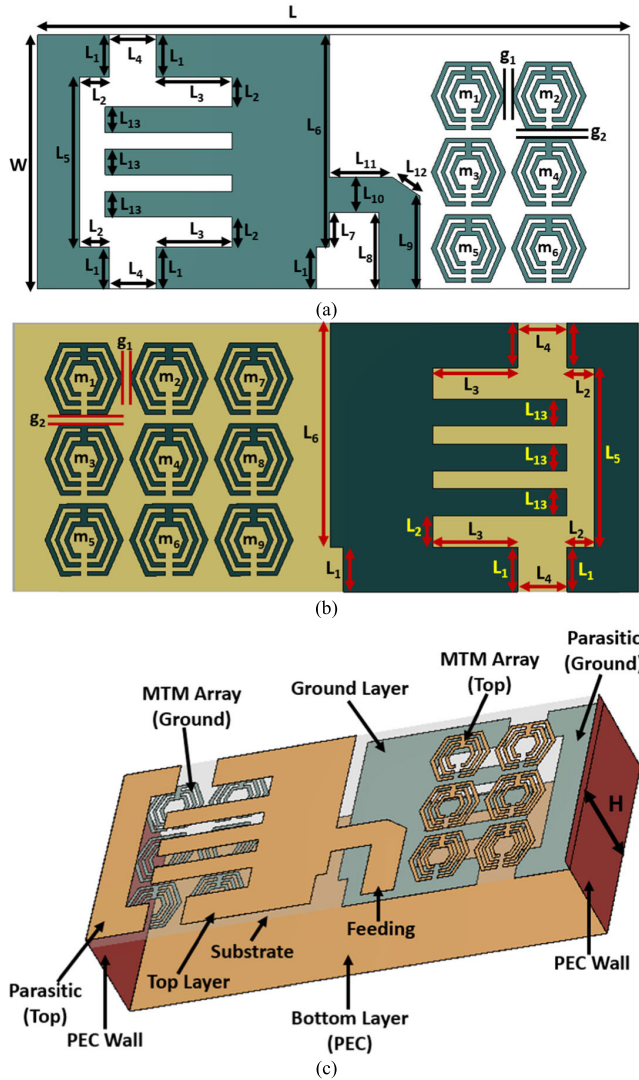 L
L₁ L₄ L₁
g₁
L₂ L₃ L₂
m₁ m₂
L₁₃ L₆
g₂
L₅ L₁₁ L₁₂
W L₁₃ m₃ m₄
L₁₃ L₁₀
L₂ L₃ L₂ L₇ L₈ L₉
m₅ m₆
L₁ L₄ L₁ L₁
(a)
g₁ L₄
m₁ m₂ m₇ L₃ L₂
g₂ L₁₃
L₆
m₃ m₄ m₈ L₁₃ L₅
L₁₃
m₅ m₆ m₉ L₂ L₃ L₂
L₁ L₁ L₄ L₁
(b)
Parasitic
(Ground)
MTM Array
(Top)
MTM Array
(Ground)
Ground Layer
H
Feeding
Substrate
Top Layer
Parasitic
(Top)
PEC Wall
PEC Wall
Bottom Layer
(PEC)
(c)